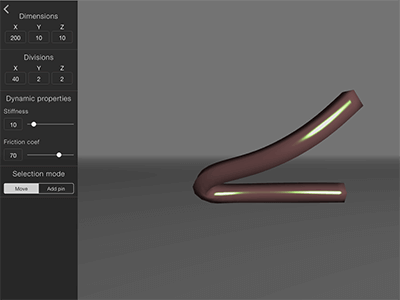 Dimensions
X Y Z
200 10 10
Divisions
X Y Z
40 2 2
Dynamic properties
Stiffness
10
Friction coef
70
Selection mode
Move Add pin